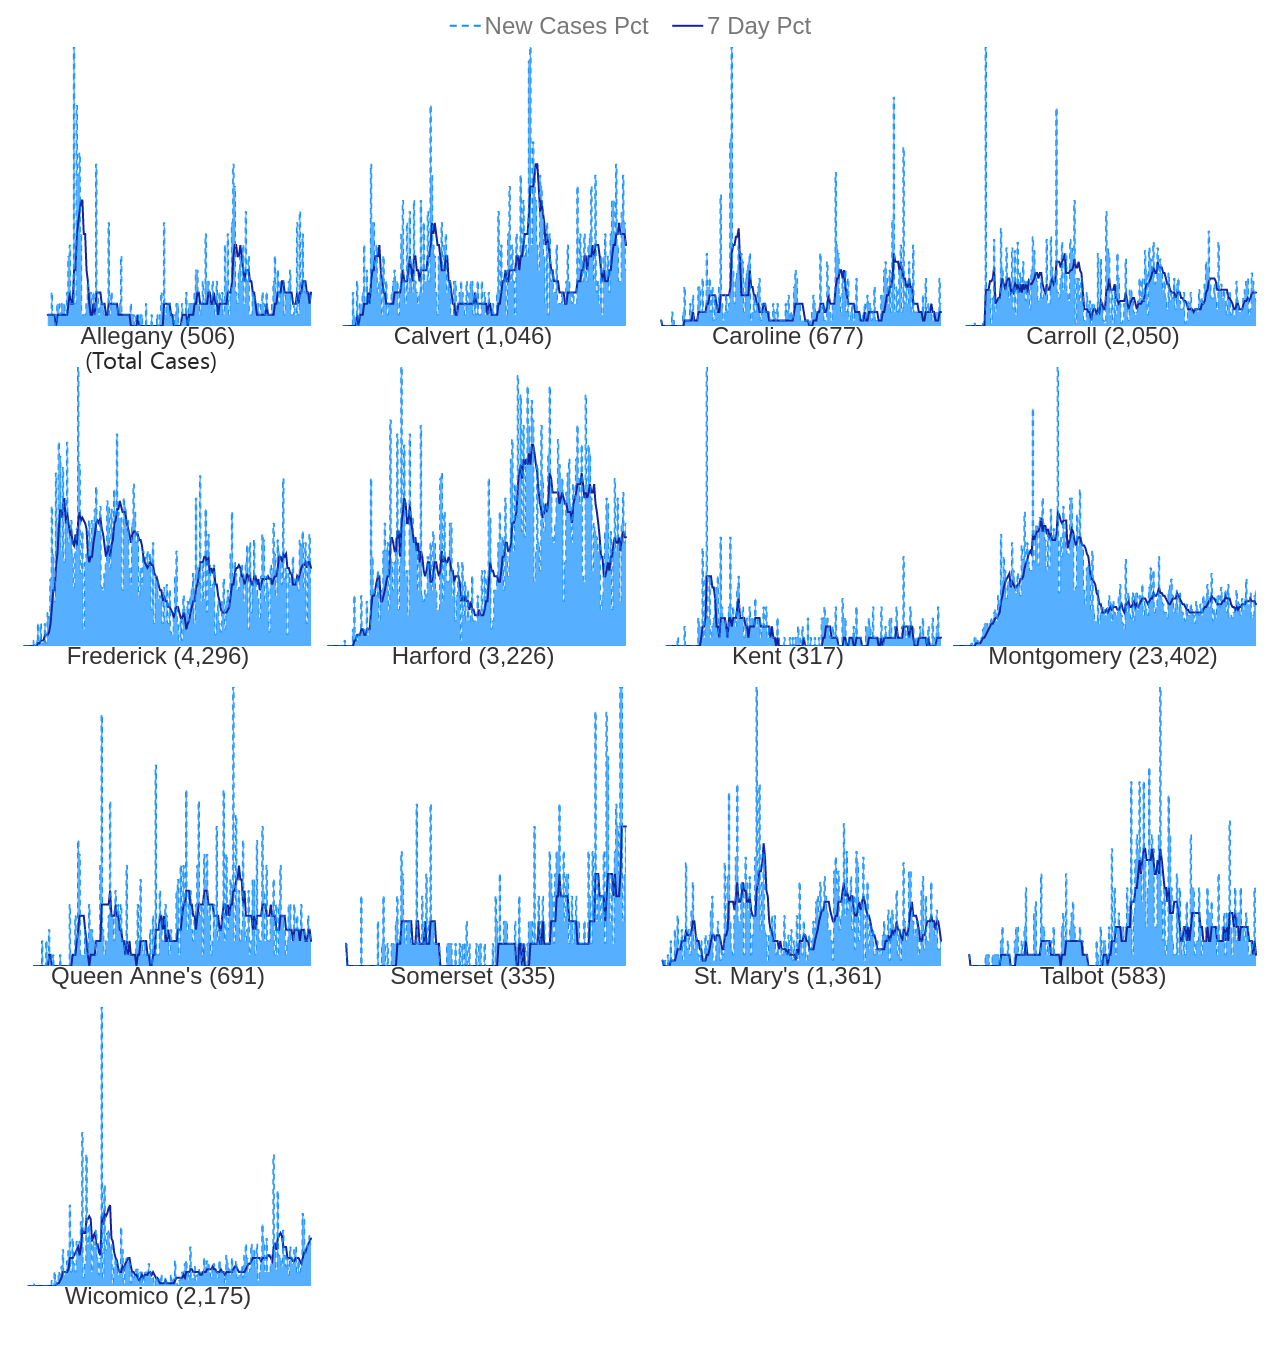 New Cases Pct 7 Day Pct
Allegany (506) Calvert (1,046) Caroline (677) Carroll (2,050)
(Total Cases)
Frederick (4,296) Harford (3,226) Kent (317) Montgomery (23,402)
Queen Anne's (691) Somerset (335) St. Mary's (1,361) Talbot (583)
Wicomico (2,175)